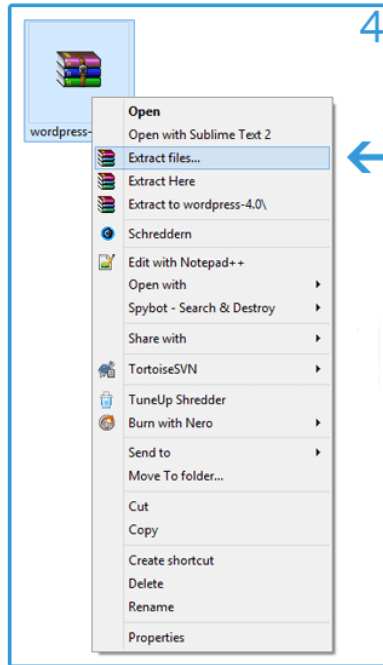 4
wordpress-
Open
Open with Sublime Text 2
Extract files...
Extract Here
Extract to wordpress-4.0\
Schreddern
Edit with Notepad++
Open with
Spybot - Search & Destroy
Share with
TortoiseSVN
TuneUp Shredder
Burn with Nero
Send to
Move To folder...
Cut
Copy
Create shortcut
Delete
Rename
Properties